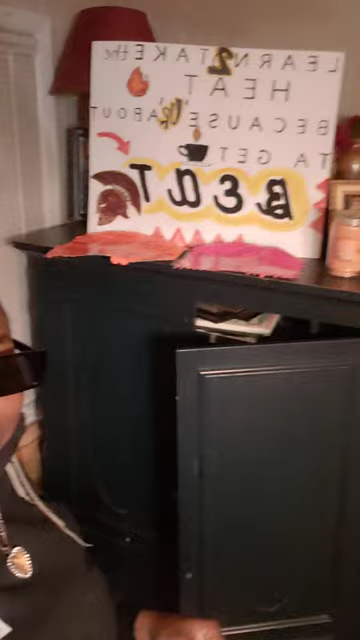 LEARN 2 TAKE the
HEAT
BECAUSE U'R ABOUT
TA GET
BEAT